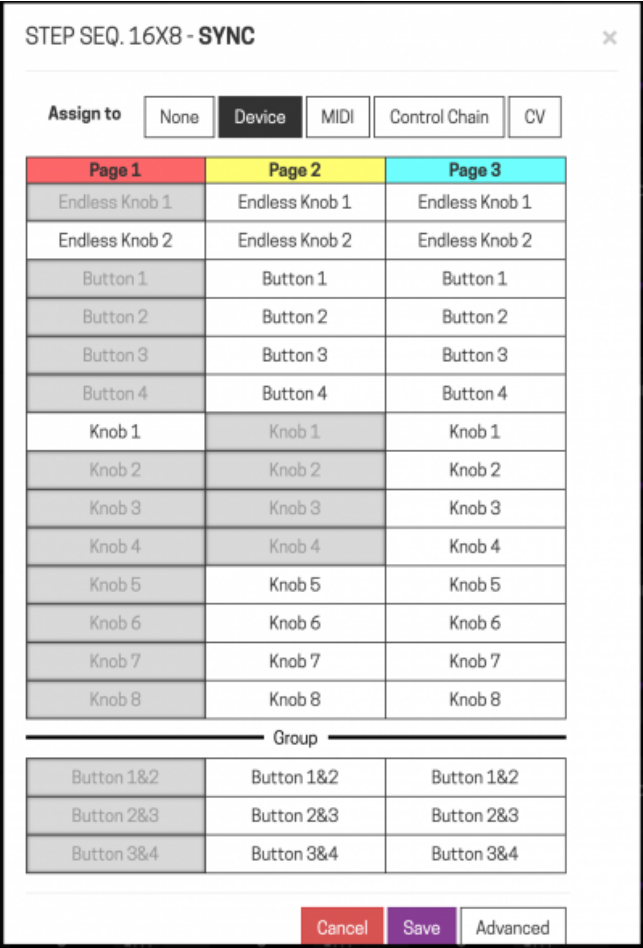 STEP SEQ. 16X8 - SYNC ×
Assign to None Device MIDI Control Chain CV
Page 1 Page 2 Page 3
Endless Knob 1 Endless Knob 1 Endless Knob 1
Endless Knob 2 Endless Knob 2 Endless Knob 2
Button 1 Button 1 Button 1
Button 2 Button 2 Button 2
Button 3 Button 3 Button 3
Button 4 Button 4 Button 4
Knob 1 Knob 1 Knob 1
Knob 2 Knob 2 Knob 2
Knob 3 Knob 3 Knob 3
Knob 4 Knob 4 Knob 4
Knob 5 Knob 5 Knob 5
Knob 6 Knob 6 Knob 6
Knob 7 Knob 7 Knob 7
Knob 8 Knob 8 Knob 8
Group
Button 1&2 Button 1&2 Button 1&2
Button 2&3 Button 2&3 Button 2&3
Button 3&4 Button 3&4 Button 3&4
Cancel Save Advanced